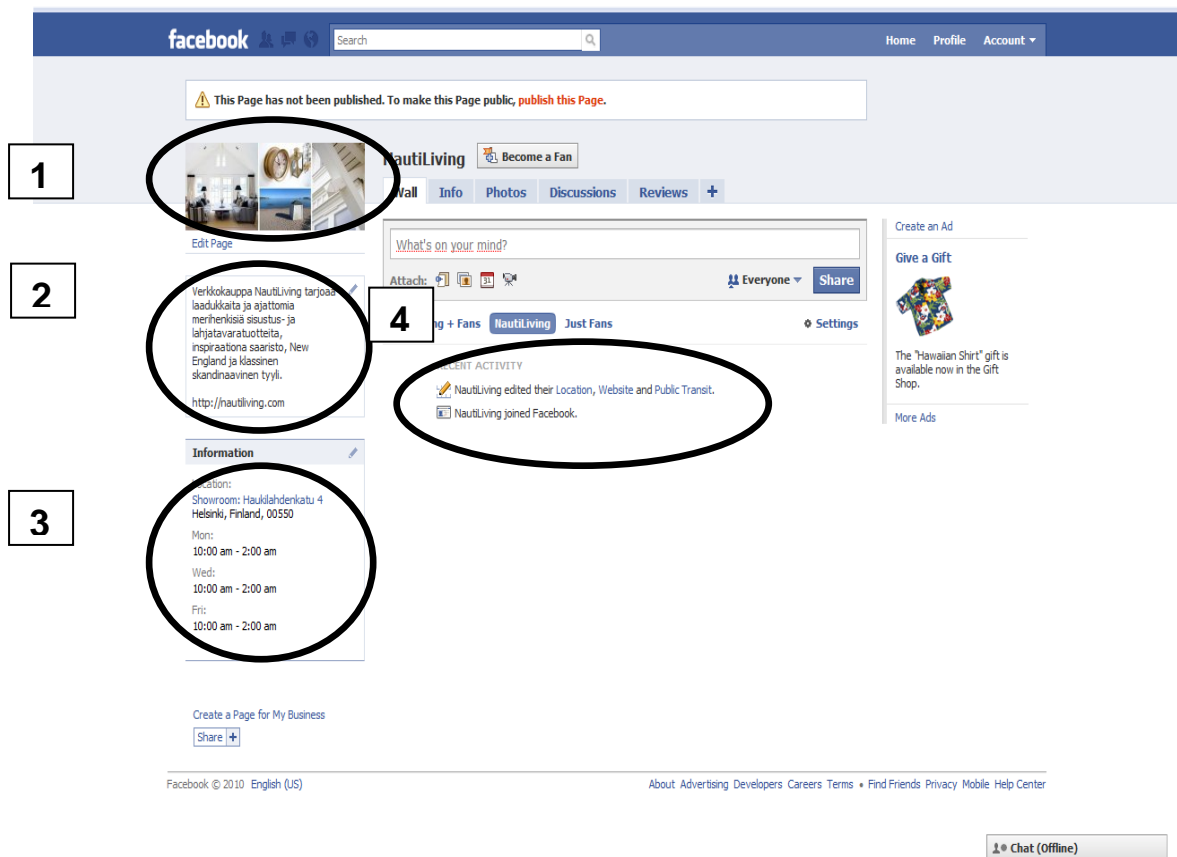 facebook Search Home Profile Account
This Page has not been published. To make this Page public, publish this Page.
1
NautiLiving Become a Fan
Wall Info Photos Discussions Reviews +
Edit Page
What's on your mind?
Attach: 31 Everyone Share
2
Verkkokauppa NautiLiving tarjoaa
laadukkaita ja ajattomia
merihenkisiä sisustus- ja
lahjatavaratuotteita,
inspiraationa saaristo, New
England ja klassinen
skandinaavinen tyyli.
http://nautiliving.com
4
ng + Fans NautiLiving Just Fans Settings
RECENT ACTIVITY
NautiLiving edited their Location, Website and Public Transit.
NautiLiving joined Facebook.
Create an Ad
Give a Gift
The "Hawaiian Shirt" gift is
available now in the Gift
Shop.
More Ads
Information
3
Location:
Showroom: Haukilahdenkatu 4
Helsinki, Finland, 00550
Mon:
10:00 am - 2:00 am
Wed:
10:00 am - 2:00 am
Fri:
10:00 am - 2:00 am
Create a Page for My Business
Share +
Facebook © 2010 English (US) About Advertising Developers Careers Terms • Find Friends Privacy Mobile Help Center
Chat (Offline)